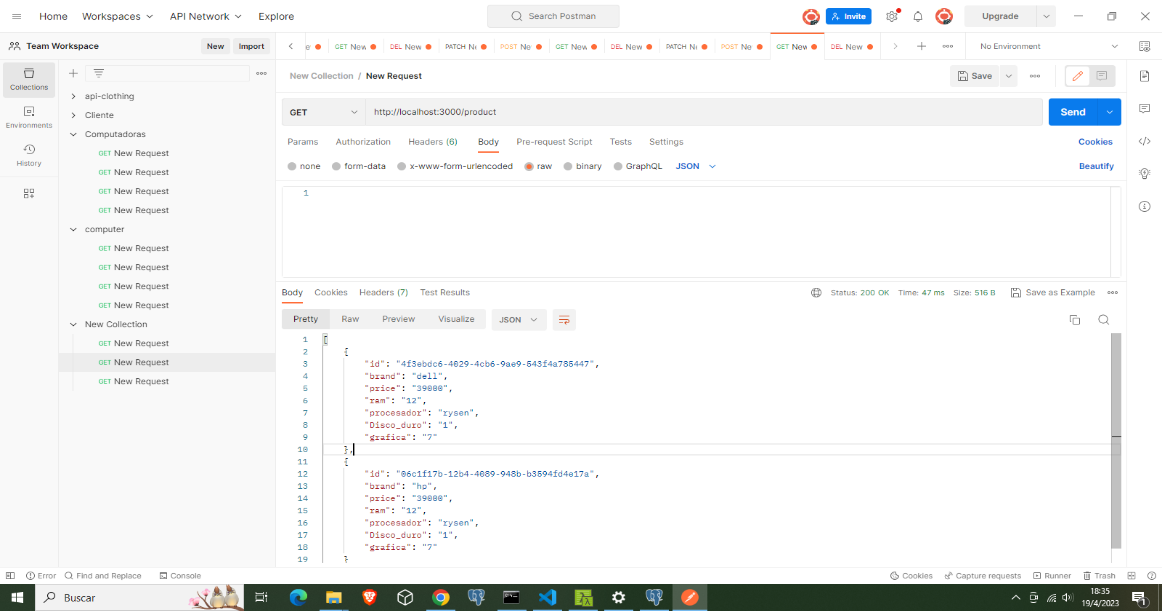 Home Workspaces API Network Explore Search Postman Invite Upgrade
Team Workspace New Import GET New DEL New PATCH Ne POST Ne GET New DEL New PATCH Ne POST Ne GET New DEL New No Environment
Collections
Environments
History
api-clothing
Cliente
Computadoras
GET New Request
GET New Request
GET New Request
GET New Request
computer
GET New Request
GET New Request
GET New Request
GET New Request
New Collection
GET New Request
GET New Request
GET New Request
New Collection / New Request Save
GET http://localhost:3000/product Send
Params Authorization Headers (6) Body Pre-request Script Tests Settings Cookies
none form-data x-www-form-urlencoded raw binary GraphQL JSON Beautify
1
Body Cookies Headers (7) Test Results Status: 200 OK Time: 47 ms Size: 516 B Save as Example
Pretty Raw Preview Visualize JSON
1 [
2 {
3 "id": "4f3ebdc6-4029-4cb6-9ae9-543f4a785447",
4 "brand": "dell",
5 "price": "39000",
6 "ram": "12",
7 "procesador": "rysen",
8 "Disco_duro": "1",
9 "grafica": "7"
10 },
11 {
12 "id": "06c1f17b-12b4-4089-948b-b3594fd4e17a",
13 "brand": "hp",
14 "price": "39000",
15 "ram": "12",
16 "procesador": "rysen",
17 "Disco_duro": "1",
18 "grafica": "7"
19 }
Error Find and Replace Console Cookies Capture requests Runner Trash
Buscar
18:35
19/4/2023
1